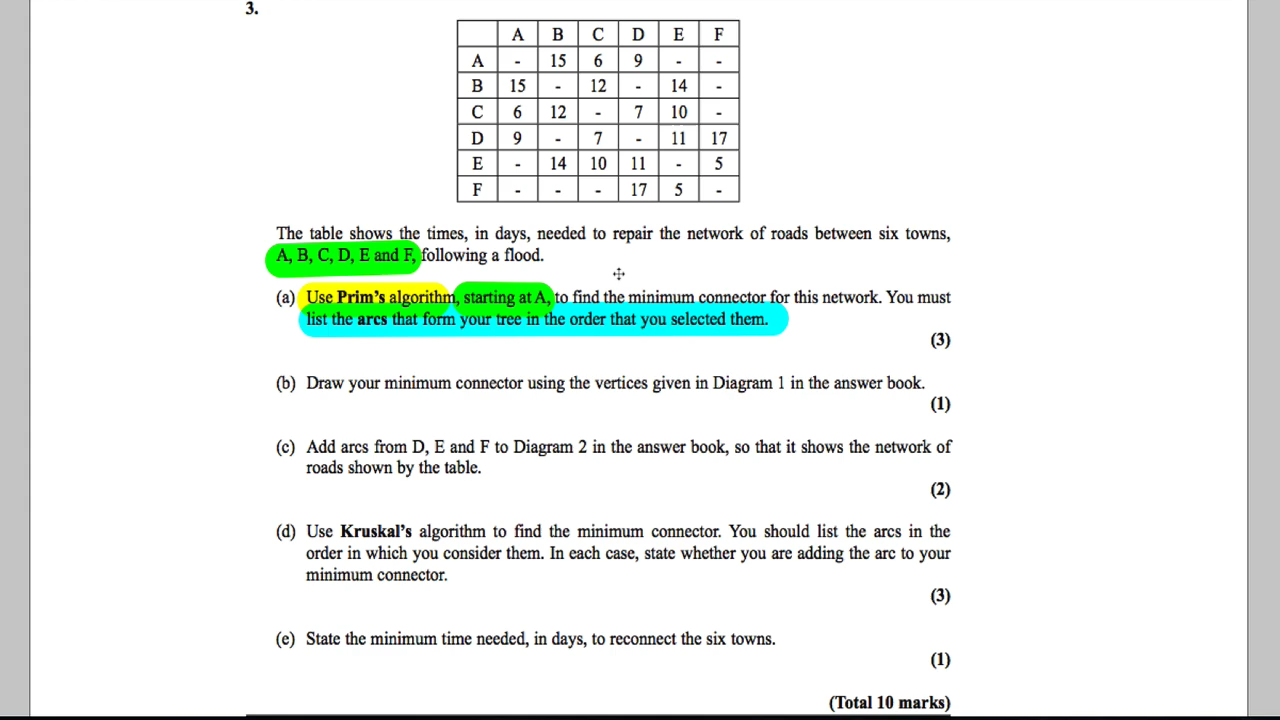 3.
A B C D E F
A - 15 6 9 - -
B 15 - 12 - 14 -
C 6 12 - 7 10 -
D 9 - 7 - 11 17
E - 14 10 11 - 5
F - - - 17 5 -
The table shows the times, in days, needed to repair the network of roads between six towns,
A, B, C, D, E and F, following a flood.
(a) Use Prim's algorithm, starting at A, to find the minimum connector for this network. You must
list the arcs that form your tree in the order that you selected them.
(3)
(b) Draw your minimum connector using the vertices given in Diagram 1 in the answer book.
(1)
(c) Add arcs from D, E and F to Diagram 2 in the answer book, so that it shows the network of
roads shown by the table.
(2)
(d) Use Kruskal's algorithm to find the minimum connector. You should list the arcs in the
order in which you consider them. In each case, state whether you are adding the arc to your
minimum connector.
(3)
(e) State the minimum time needed, in days, to reconnect the six towns.
(1)
(Total 10 marks)